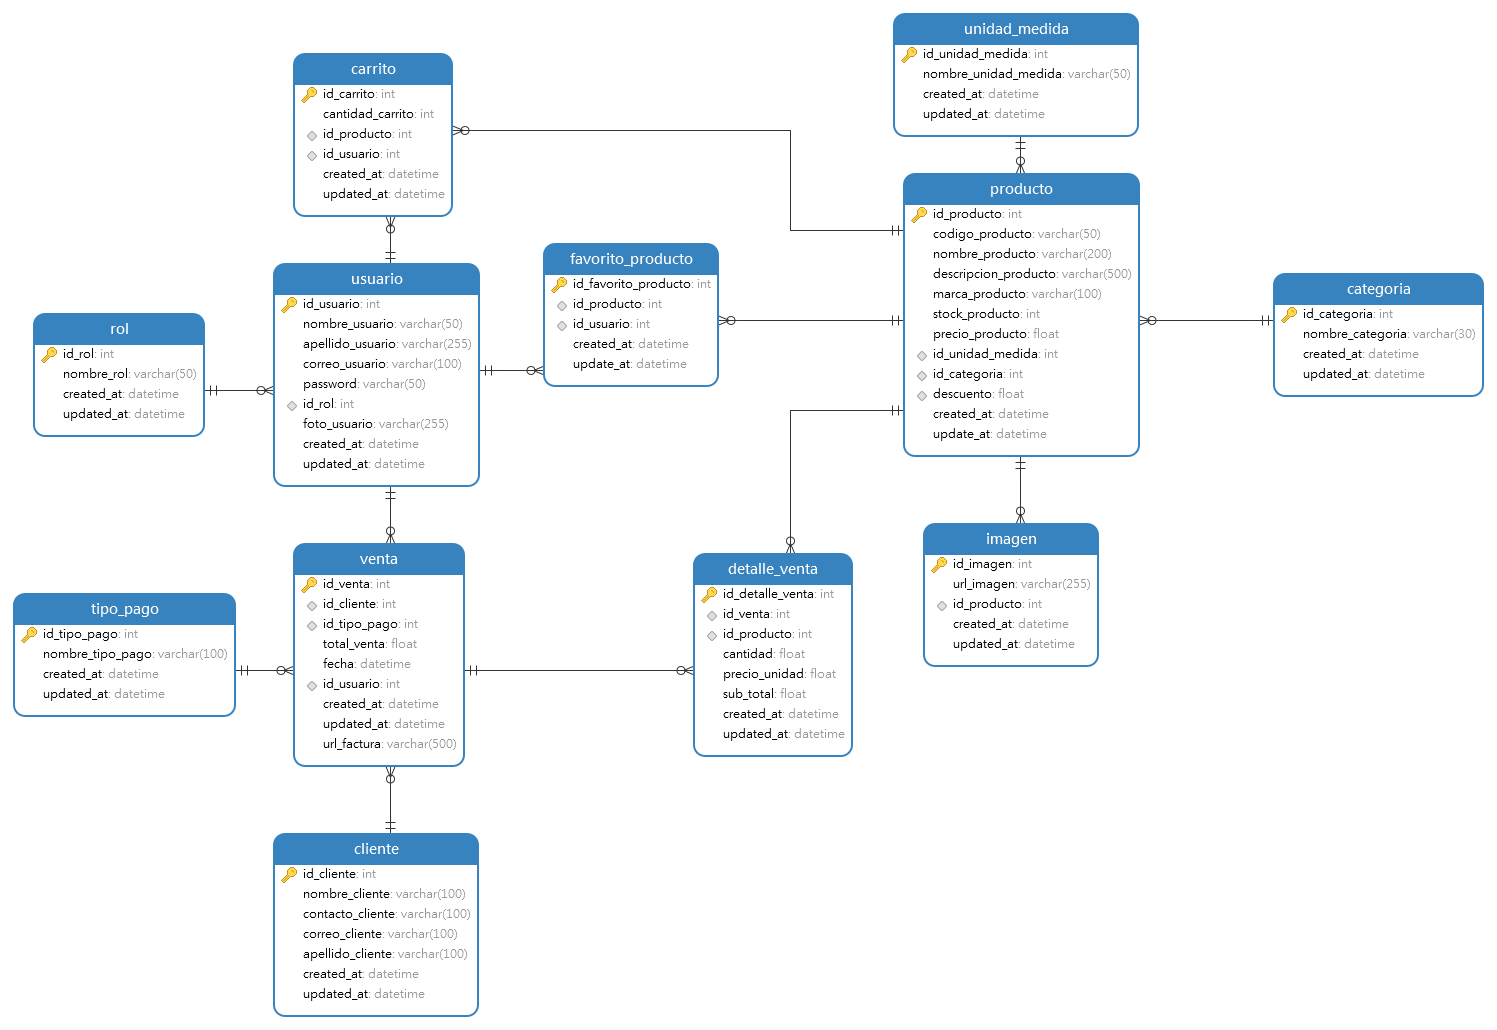 unidad_medida
id_unidad_medida: int
nombre_unidad_medida: varchar(50)
created_at: datetime
updated_at: datetime
carrito
id_carrito: int
cantidad_carrito: int
id_producto: int
id_usuario: int
created_at: datetime
updated_at: datetime
producto
id_producto: int
codigo_producto: varchar(50)
nombre_producto: varchar(200)
descripcion_producto: varchar(500)
marca_producto: varchar(100)
stock_producto: int
precio_producto: float
id_unidad_medida: int
id_categoria: int
descuento: float
created_at: datetime
update_at: datetime
favorito_producto
id_favorito_producto: int
id_producto: int
id_usuario: int
created_at: datetime
update_at: datetime
usuario
id_usuario: int
nombre_usuario: varchar(50)
apellido_usuario: varchar(255)
correo_usuario: varchar(100)
password: varchar(50)
id_rol: int
foto_usuario: varchar(255)
created_at: datetime
updated_at: datetime
categoria
id_categoria: int
nombre_categoria: varchar(30)
created_at: datetime
updated_at: datetime
rol
id_rol: int
nombre_rol: varchar(50)
created_at: datetime
updated_at: datetime
imagen
id_imagen: int
url_imagen: varchar(255)
id_producto: int
created_at: datetime
updated_at: datetime
venta
id_venta: int
id_cliente: int
id_tipo_pago: int
total_venta: float
fecha: datetime
id_usuario: int
created_at: datetime
updated_at: datetime
url_factura: varchar(500)
detalle_venta
id_detalle_venta: int
id_venta: int
id_producto: int
cantidad: float
precio_unidad: float
sub_total: float
created_at: datetime
updated_at: datetime
tipo_pago
id_tipo_pago: int
nombre_tipo_pago: varchar(100)
created_at: datetime
updated_at: datetime
cliente
id_cliente: int
nombre_cliente: varchar(100)
contacto_cliente: varchar(100)
correo_cliente: varchar(100)
apellido_cliente: varchar(100)
created_at: datetime
updated_at: datetime